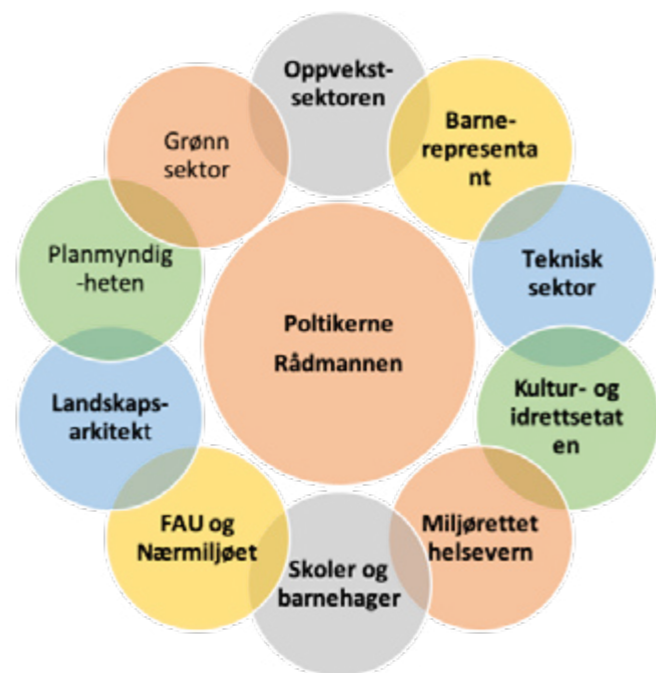 Oppvekst-
sektoren
Barne-
representa
nt
Teknisk
sektor
Kultur- og
idrettsetat
en
Miljørettet
helsevern
Skoler og
barnehager
FAU og
Nærmiljøet
Landskaps-
arkitekt
Planmyndig
-heten
Grønn
sektor
Poltikerne
Rådmannen